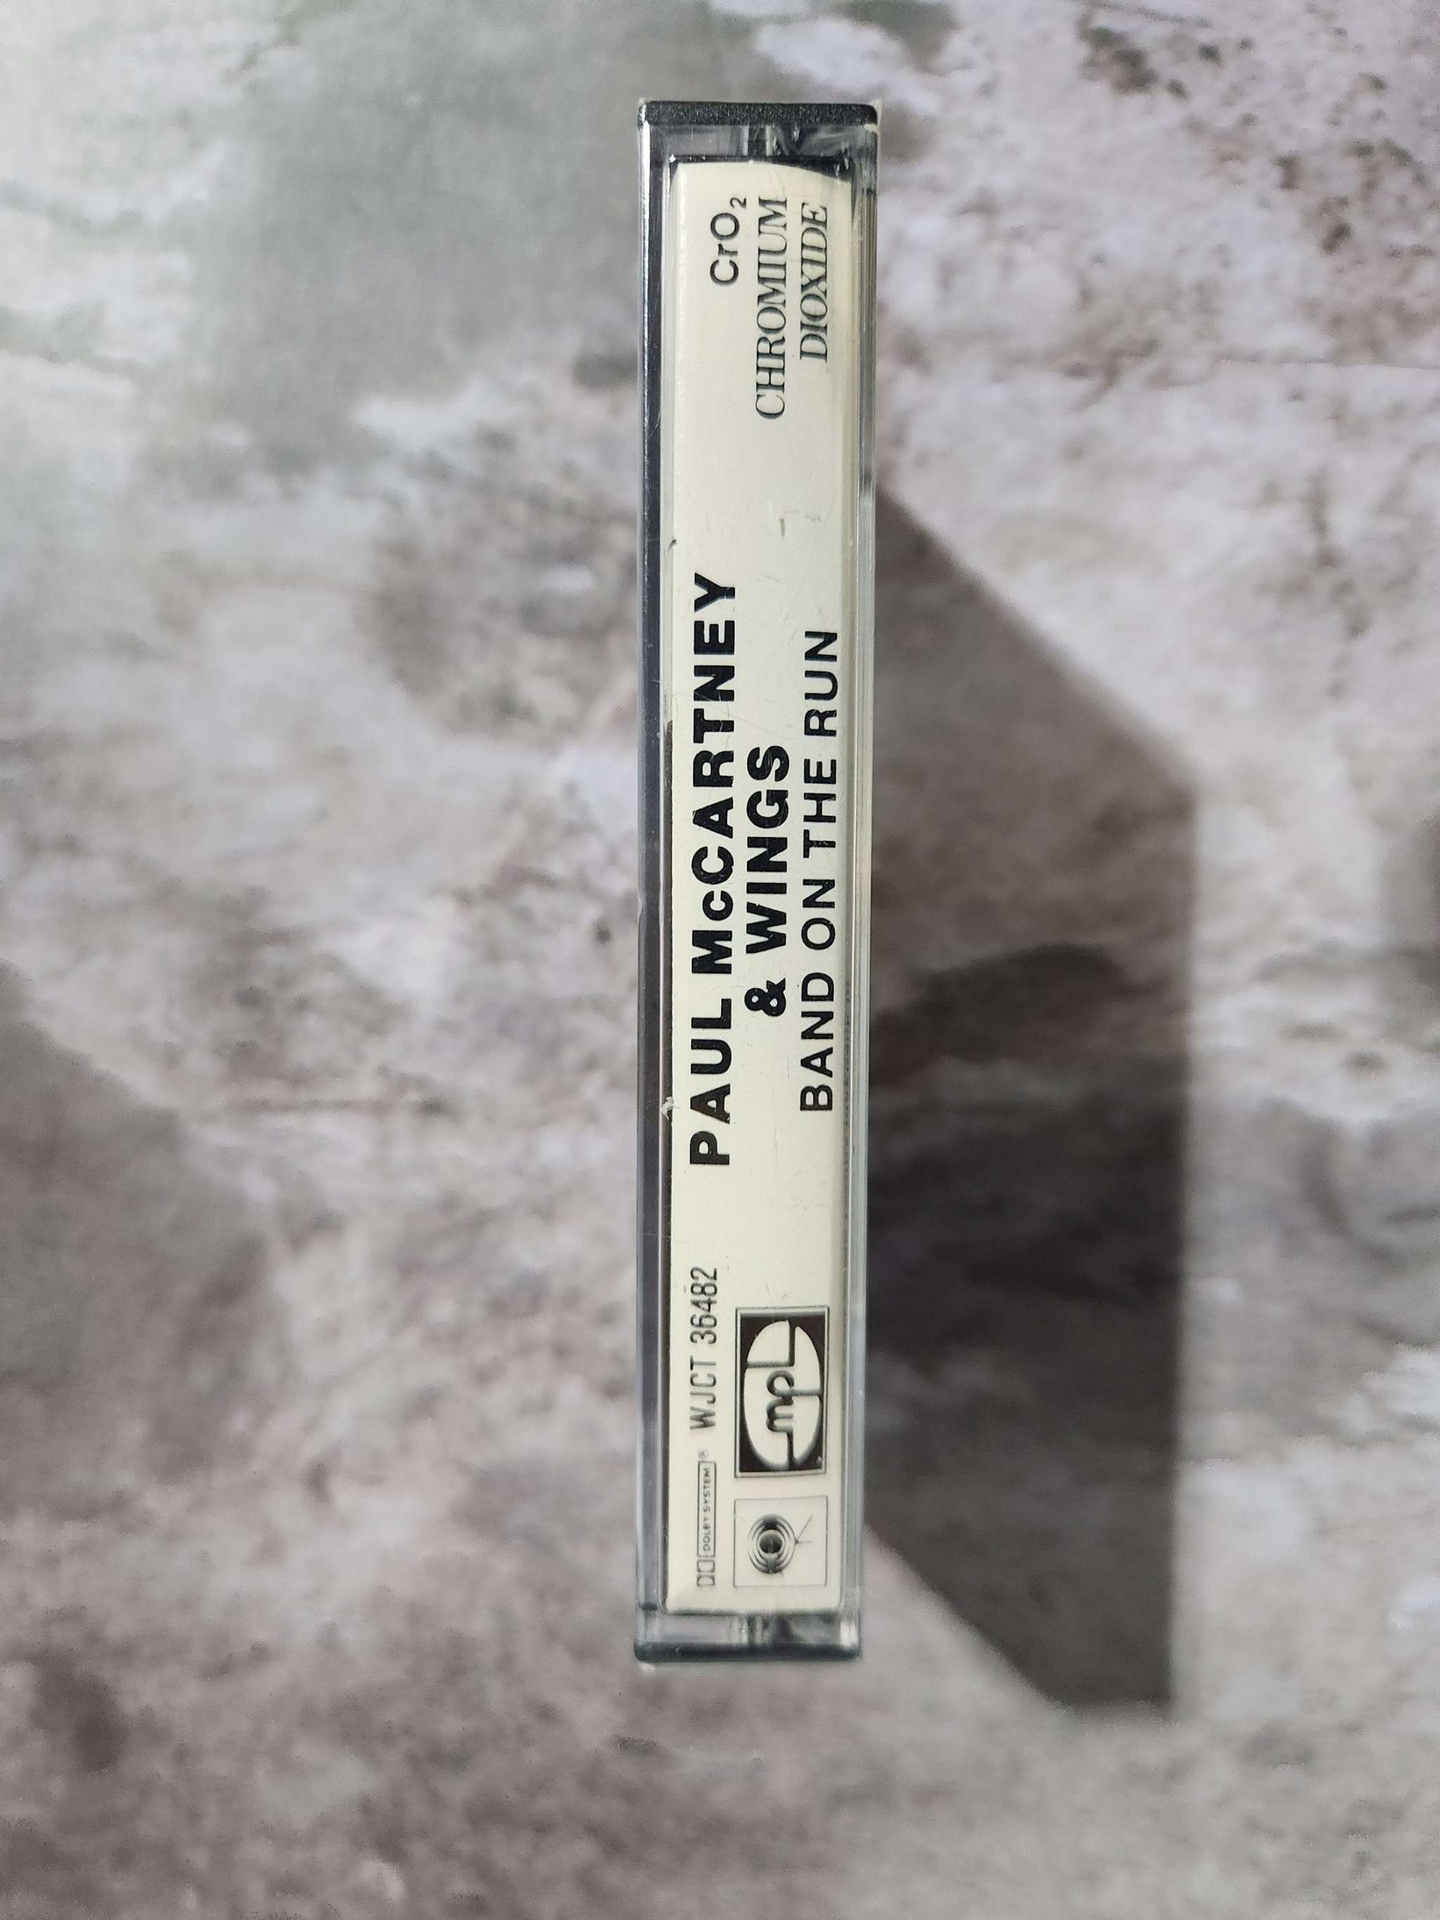 DOLBY SYSTEM®
WJCT 36482
mpl
PAUL McCARTNEY
& WINGS
BAND ON THE RUN
CrO₂
CHROMIUM
DIOXIDE